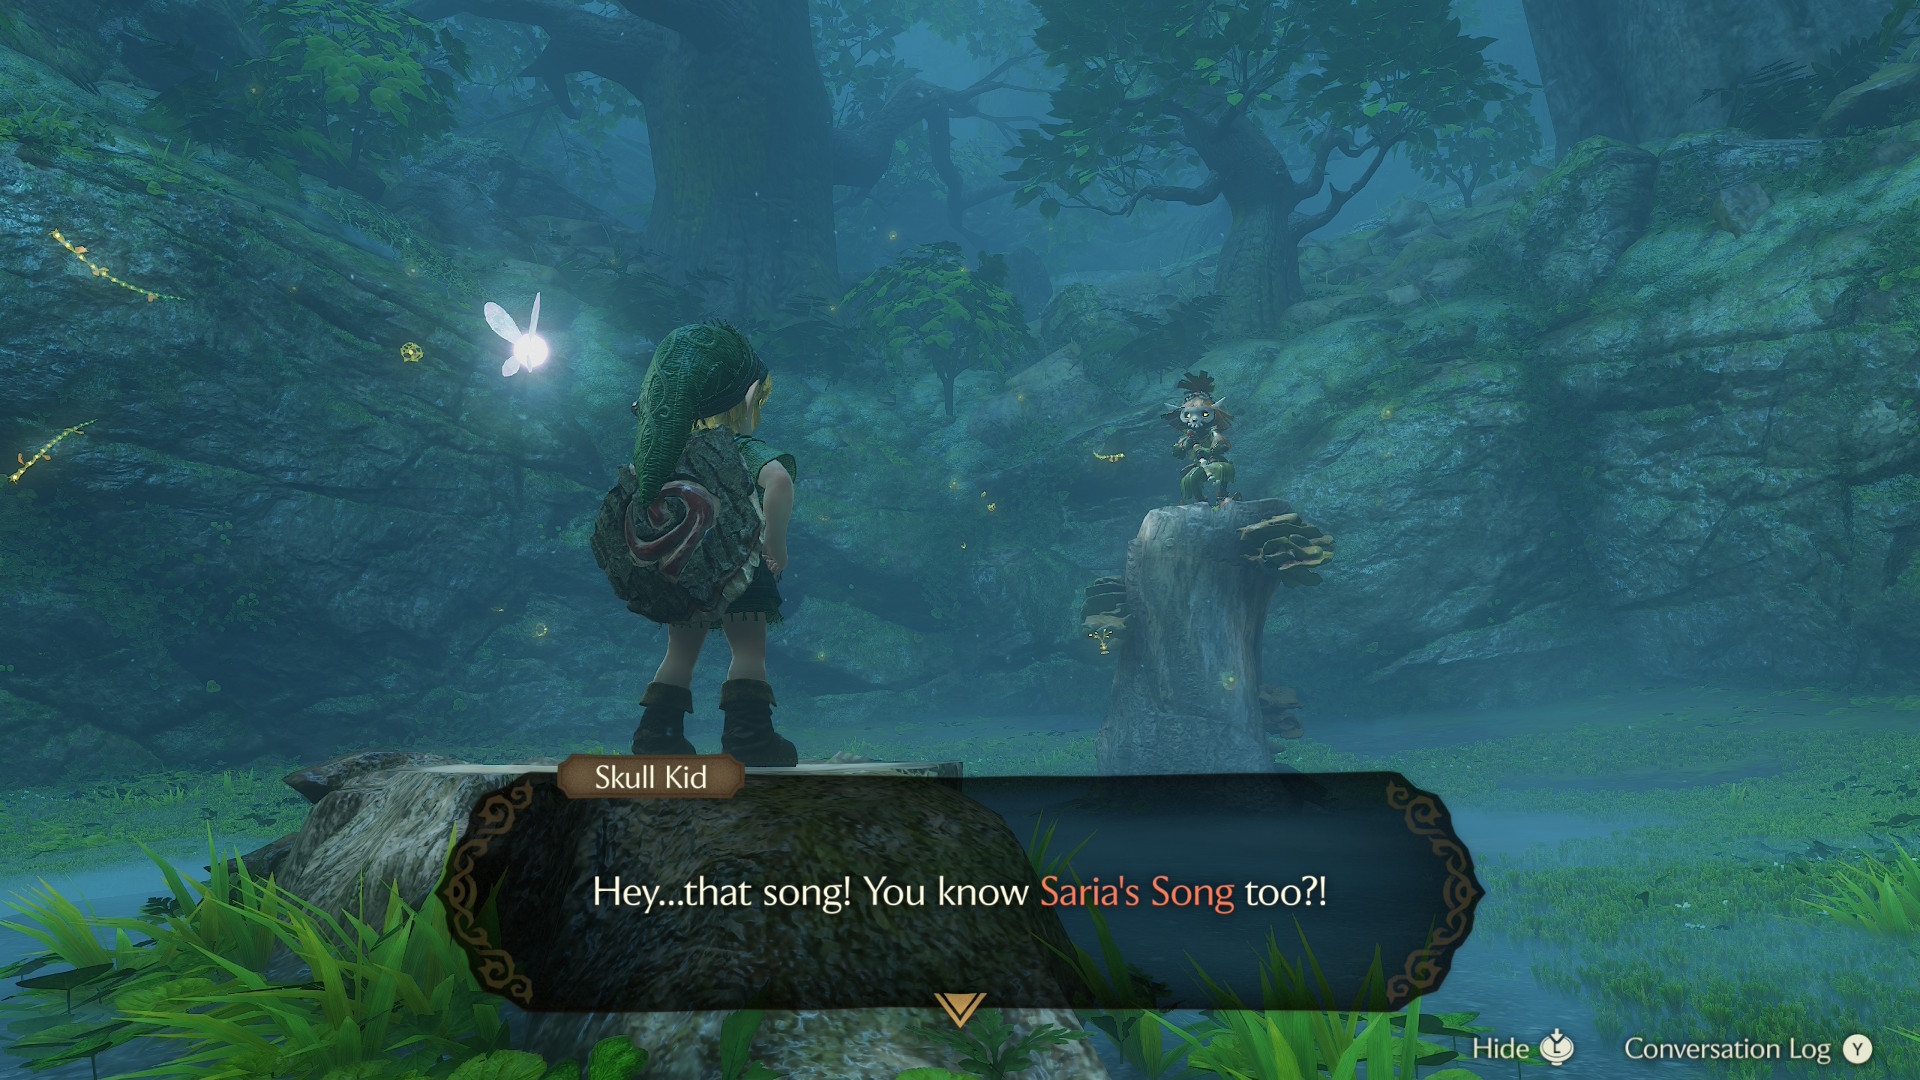 Skull Kid
Hey...that song! You know Saria's Song too?!
Hide L
Conversation Log Y